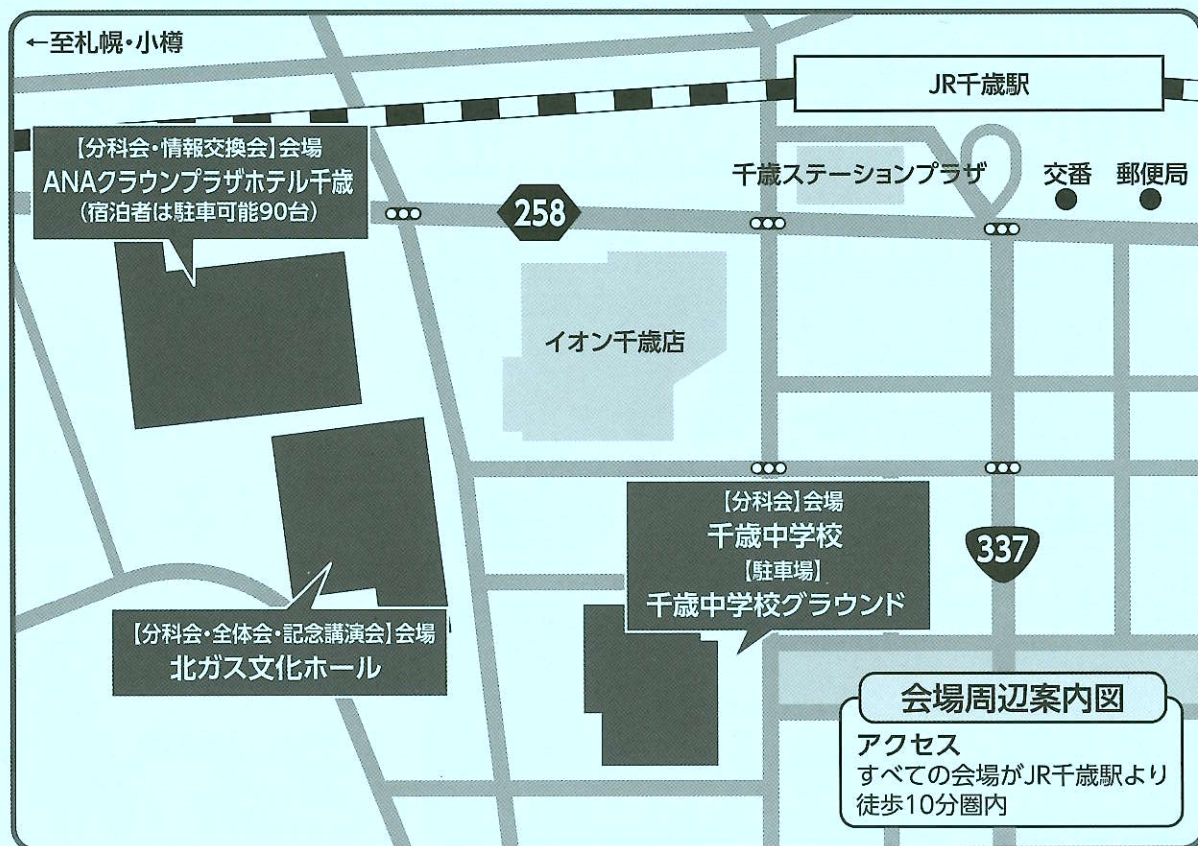 ←至札幌・小樽
JR千歳駅
【分科会・情報交換会】会場
ANAクラウンプラザホテル千歳
(宿泊者は駐車可能90台)
千歳ステーションプラザ
交番
郵便局
258
イオン千歳店
【分科会】会場
千歳中学校
【駐車場】
千歳中学校グラウンド
337
【分科会・全体会・記念講演会】会場
北ガス文化ホール
会場周辺案内図
アクセス
すべての会場がJR千歳駅より
徒歩10分圏内